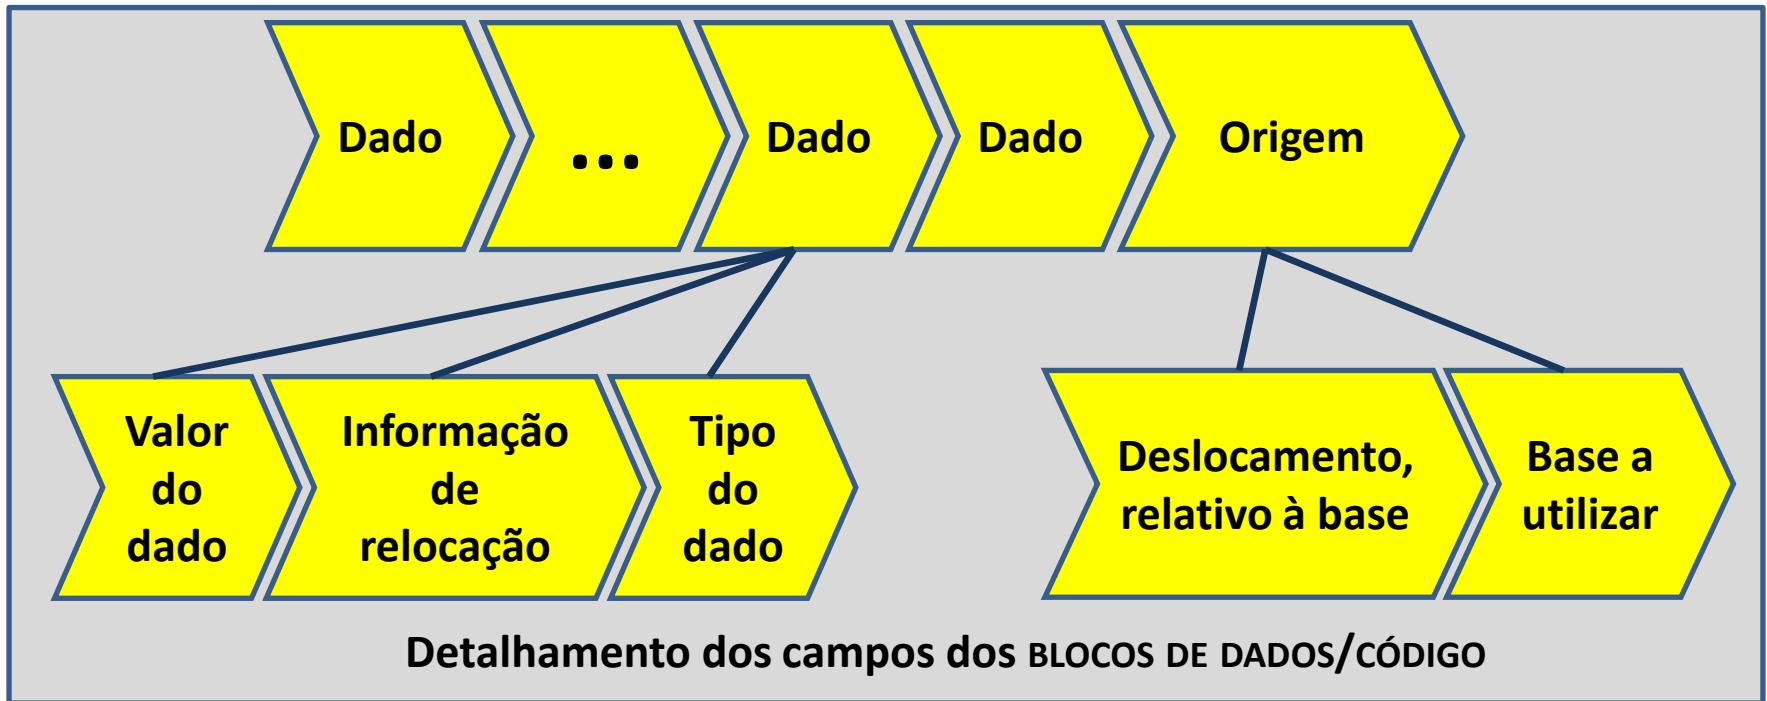 Dado
...
Dado
Dado
Origem
Valor
do
dado
Informação
de
relocação
Tipo
do
dado
Deslocamento,
relativo à base
Base a
utilizar
Detalhamento dos campos dos BLOCOS DE DADOS/CÓDIGO